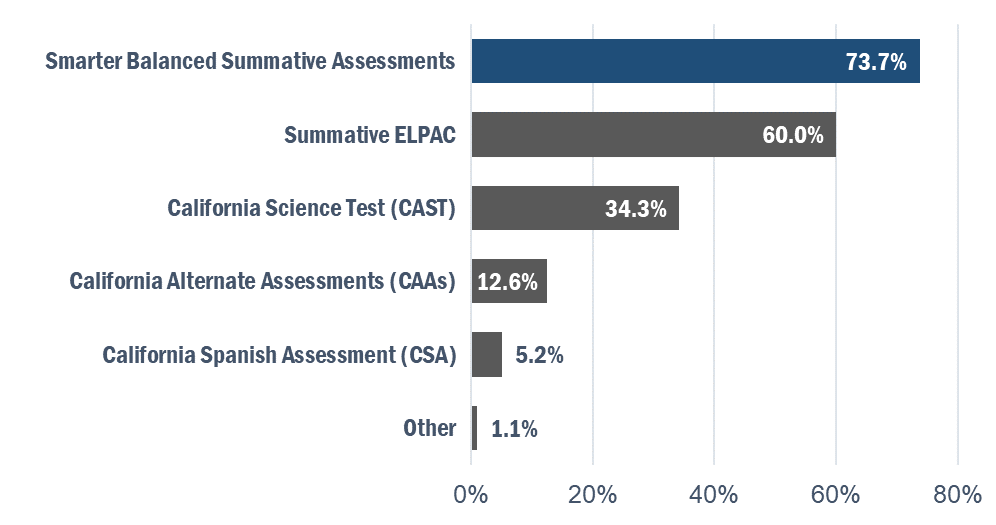 Smarter Balanced Summative Assessments 73.7%
Summative ELPAC 60.0%
California Science Test (CAST) 34.3%
California Alternate Assessments (CAAs) 12.6%
California Spanish Assessment (CSA) 5.2%
Other 1.1%
0% 20% 40% 60% 80%